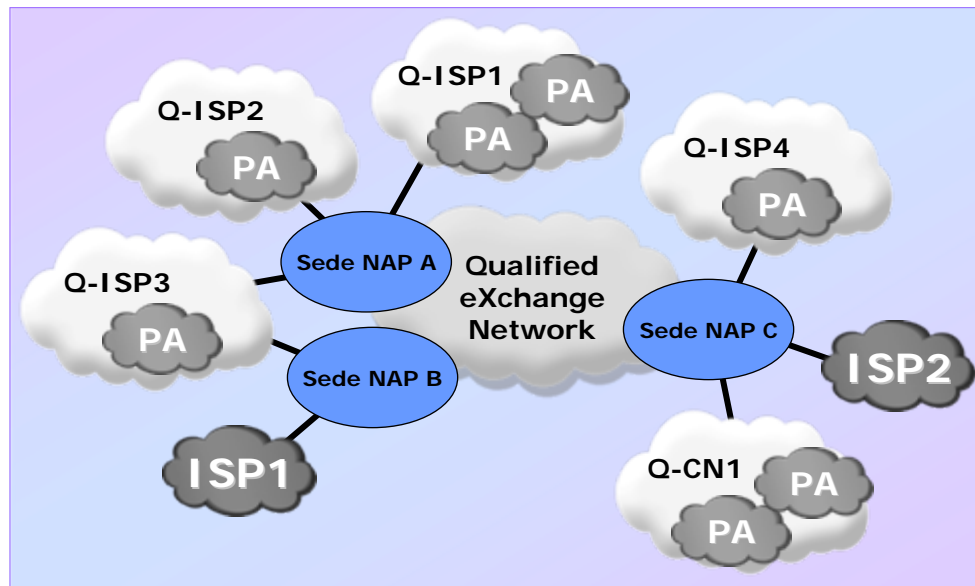 Q-ISP1
PA
PA
Q-ISP2
PA
Q-ISP4
PA
Sede NAP A
Qualified
eXchange
Network
Q-ISP3
PA
Sede NAP C
Sede NAP B
ISP2
ISP1
Q-CN1
PA
PA